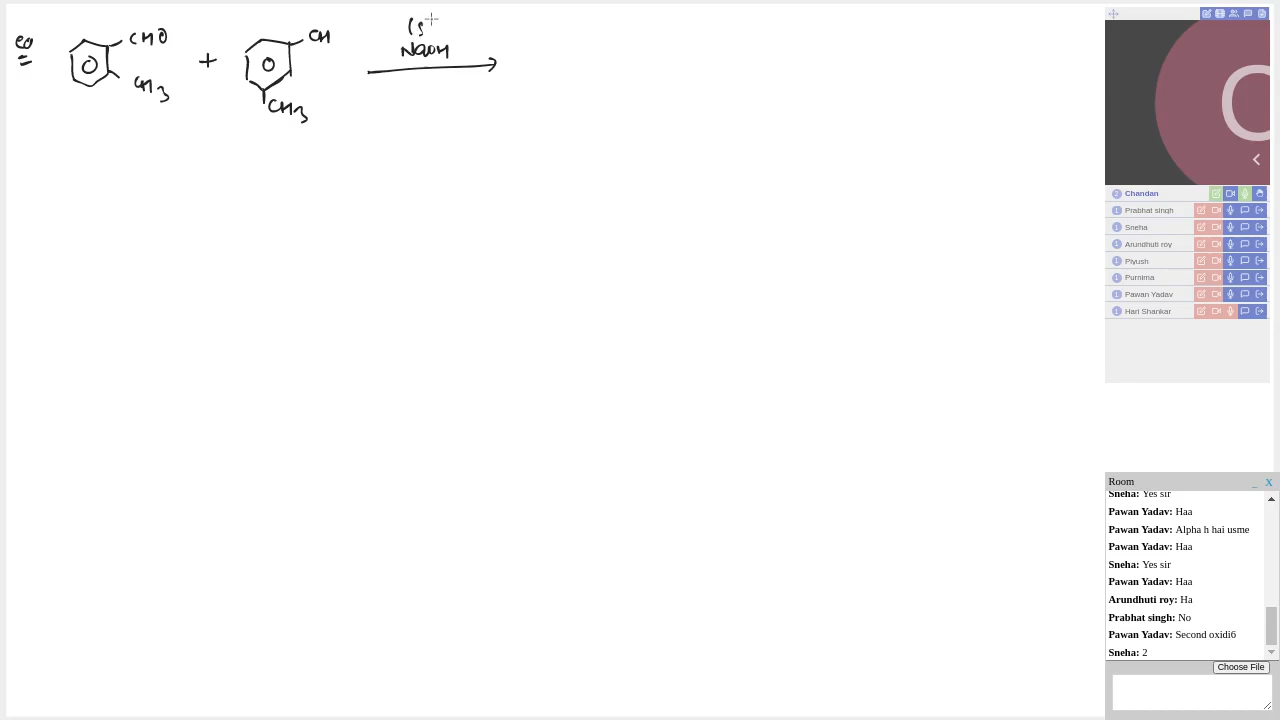 (s
eg CHO + CH NaOH
CH3 CH3
Chandan
Prabhat singh
Sneha
Arundhuti roy
Piyush
Purnima
Pawan Yadav
Hari Shankar
Room _ X
Sneha: Yes sir
Pawan Yadav: Haa
Pawan Yadav: Alpha h hai usme
Pawan Yadav: Haa
Sneha: Yes sir
Pawan Yadav: Haa
Arundhuti roy: Ha
Prabhat singh: No
Pawan Yadav: Second oxidi6
Sneha: 2
Choose File